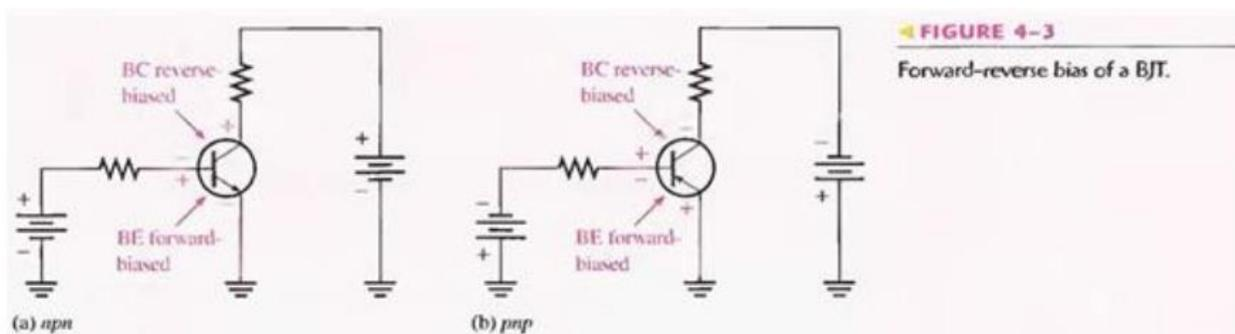 BC reverse-
biased
+
−
+
−
BE forward-
biased
+
−
+
−
(a) npn
BC reverse-
biased
−
+
−
+
BE forward-
biased
−
+
−
+
(b) pnp
FIGURE 4–3
Forward–reverse bias of a BJT.